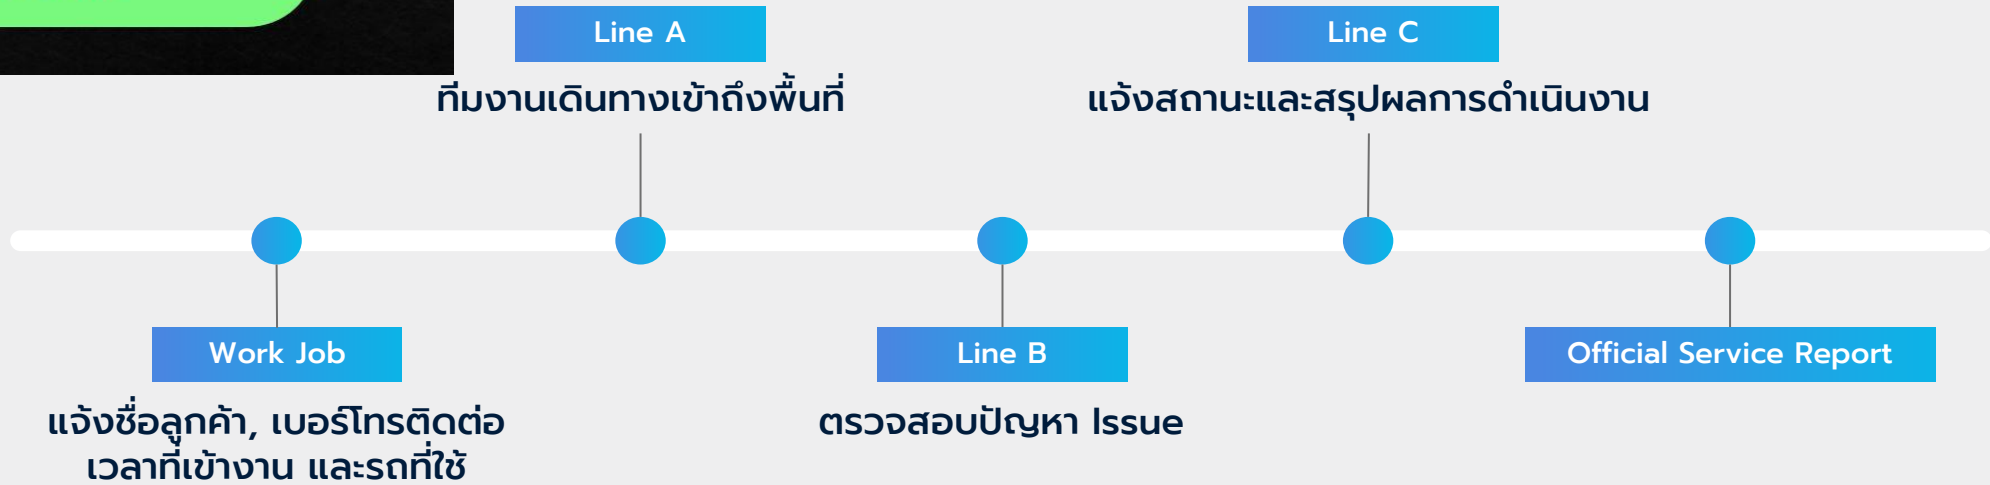 Line A
ทีมงานเดินทางเข้าถึงพื้นที่
Line C
แจ้งสถานะและสรุปผลการดำเนินงาน
Work Job
แจ้งชื่อลูกค้า, เบอร์โทรติดต่อ
เวลาที่เข้างาน และรถที่ใช้
Line B
ตรวจสอบปัญหา Issue
Official Service Report